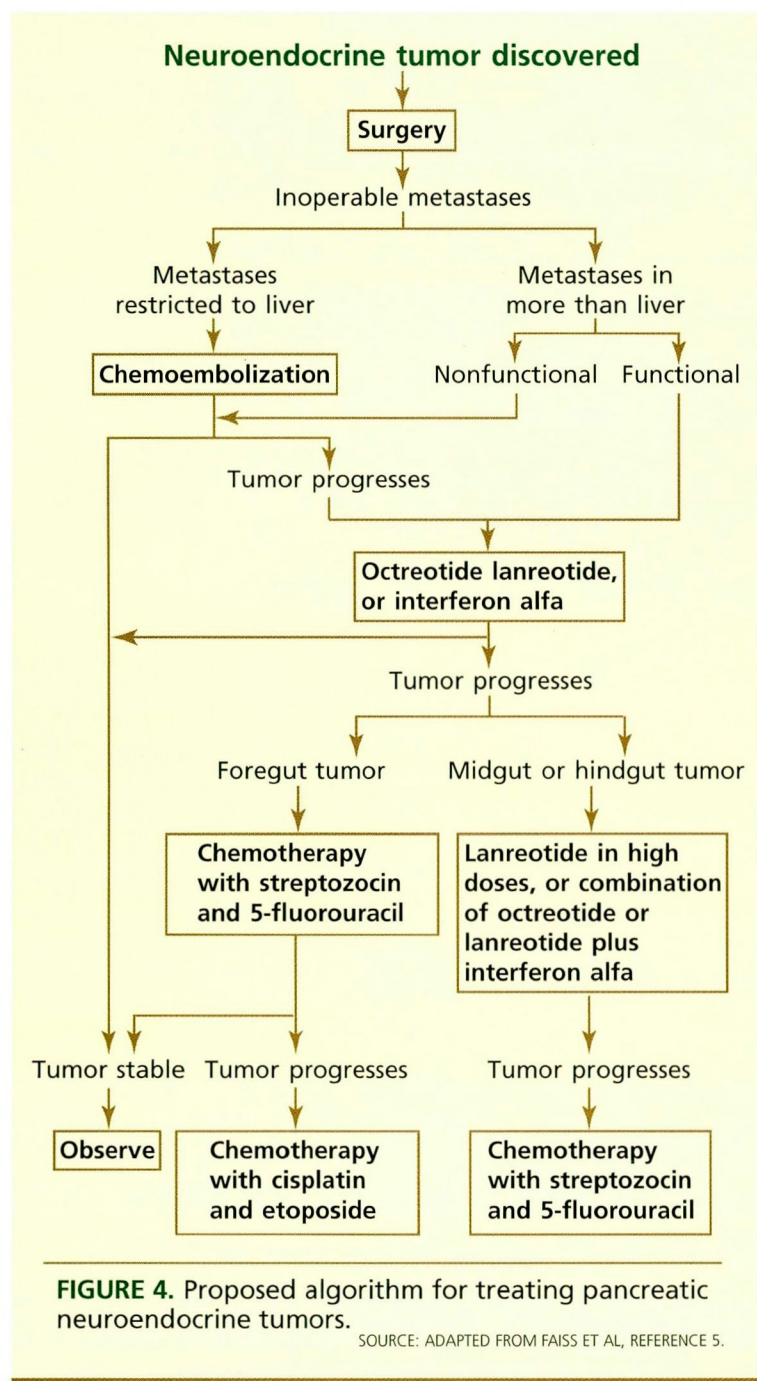 Neuroendocrine tumor discovered
Surgery
Inoperable metastases
Metastases
restricted to liver
Metastases in
more than liver
Chemoembolization
Nonfunctional
Functional
Tumor progresses
Octreotide lanreotide,
or interferon alfa
Tumor progresses
Foregut tumor
Midgut or hindgut tumor
Chemotherapy
with streptozocin
and 5-fluorouracil
Lanreotide in high
doses, or combination
of octreotide or
lanreotide plus
interferon alfa
Tumor stable
Tumor progresses
Tumor progresses
Observe
Chemotherapy
with cisplatin
and etoposide
Chemotherapy
with streptozocin
and 5-fluorouracil
FIGURE 4. Proposed algorithm for treating pancreatic
neuroendocrine tumors.
SOURCE: ADAPTED FROM FAISS ET AL, REFERENCE 5.